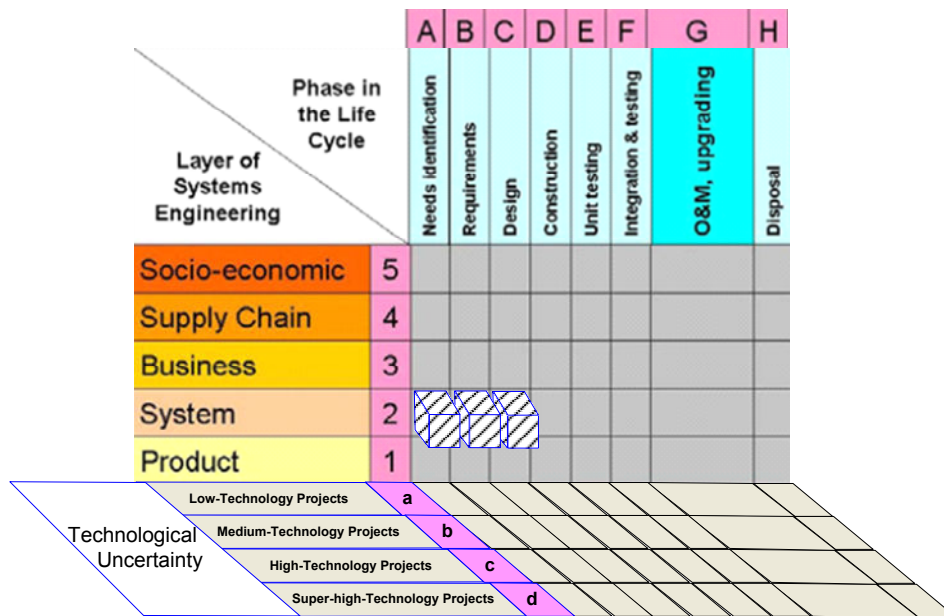 A B C D E F G H
Phase in
the Life
Cycle
Layer of
Systems
Engineering
Needs identification
Requirements
Design
Construction
Unit testing
Integration & testing
O&M, upgrading
Disposal
Socio-economic 5
Supply Chain 4
Business 3
System 2
Product 1
Technological
Uncertainty
Low-Technology Projects a
Medium-Technology Projects b
High-Technology Projects c
Super-high-Technology Projects d